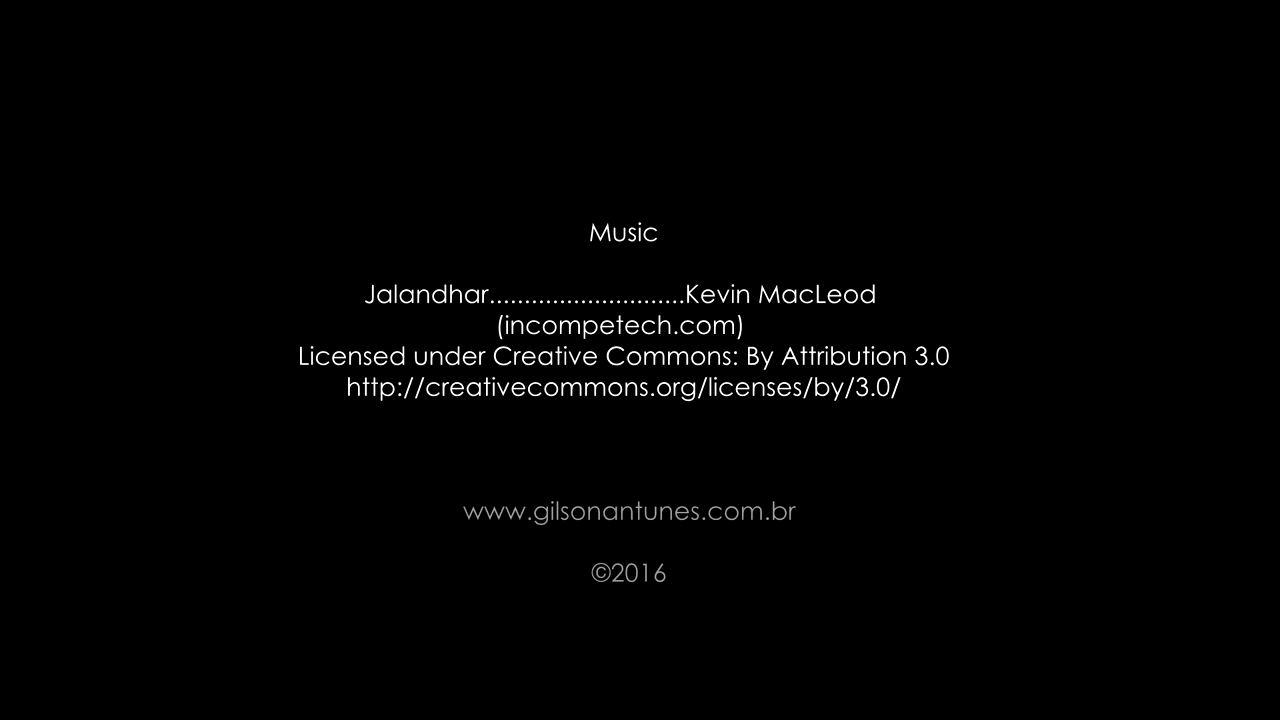 Music
Jalandhar............................Kevin MacLeod
(incompetech.com)
Licensed under Creative Commons: By Attribution 3.0
http://creativecommons.org/licenses/by/3.0/
www.gilsonantunes.com.br
©2016